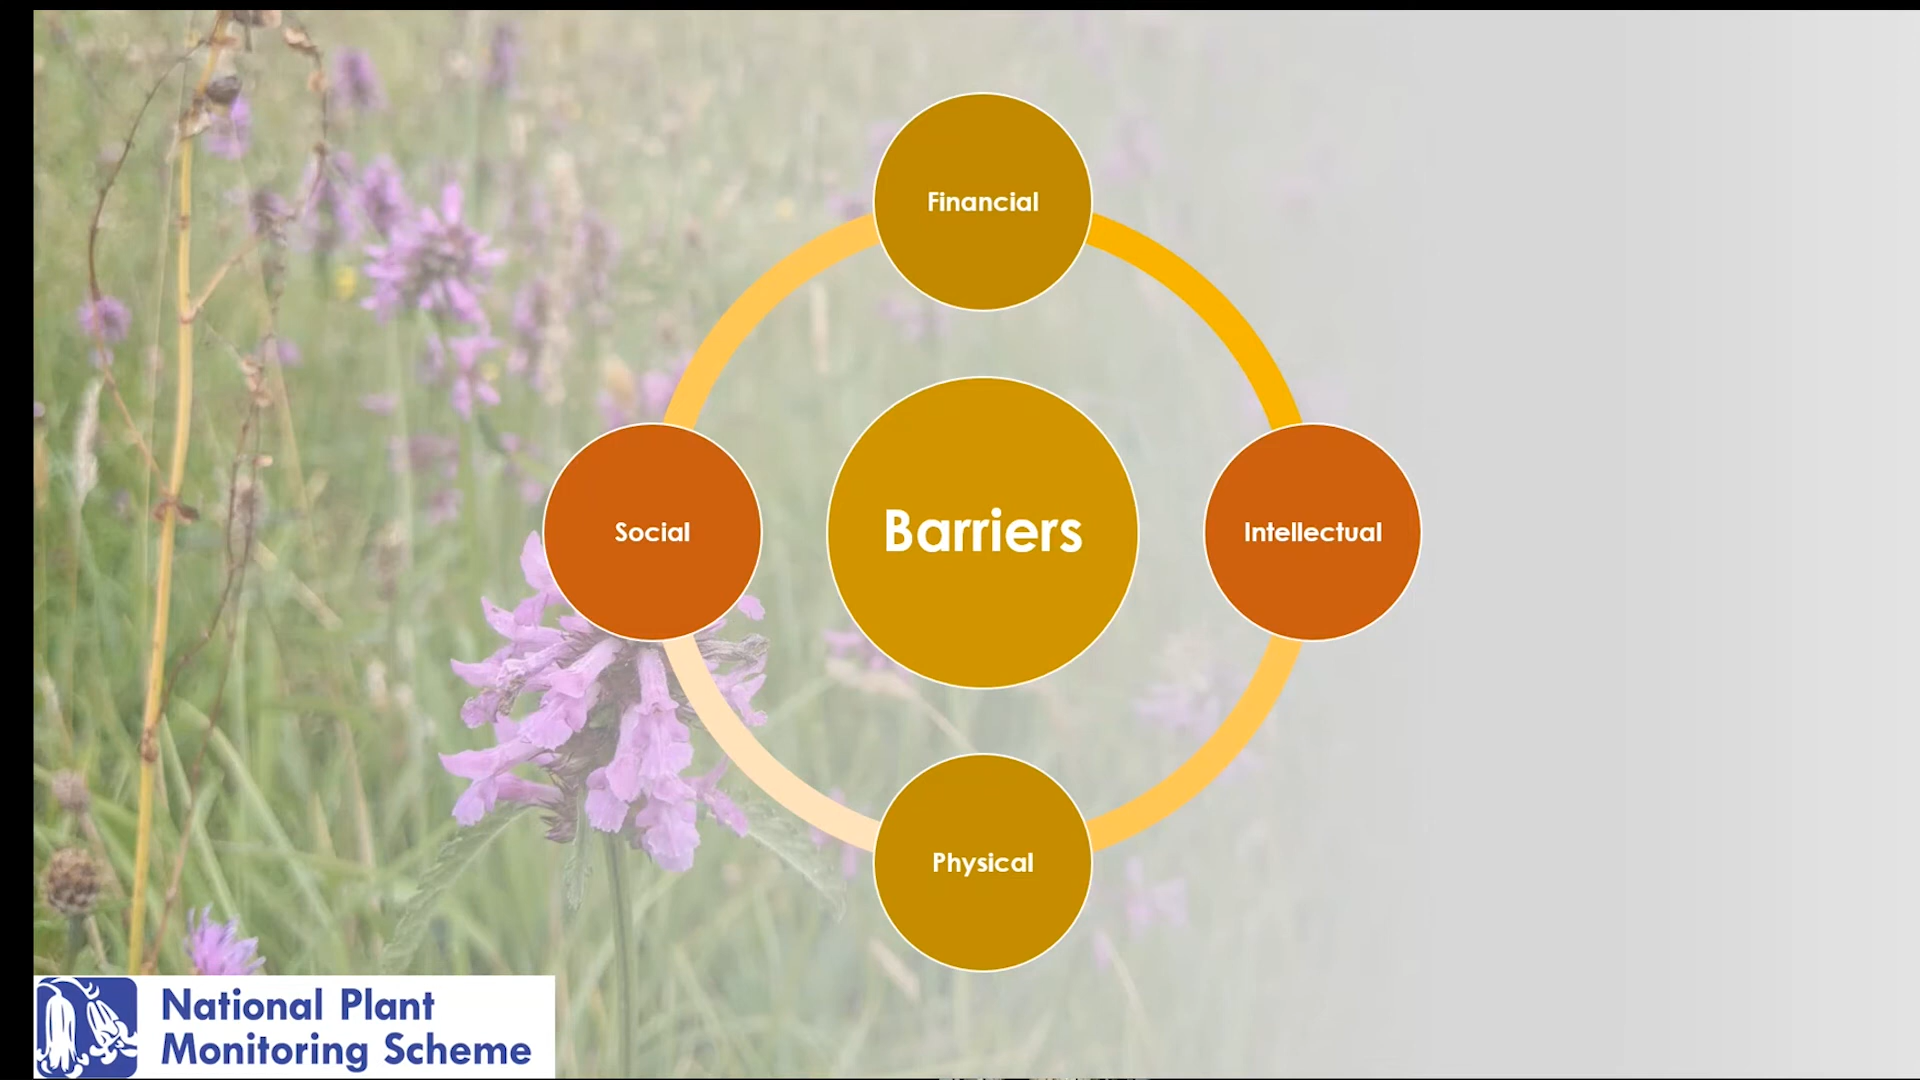 Financial
Social
Barriers
Intellectual
Physical
National Plant
Monitoring Scheme